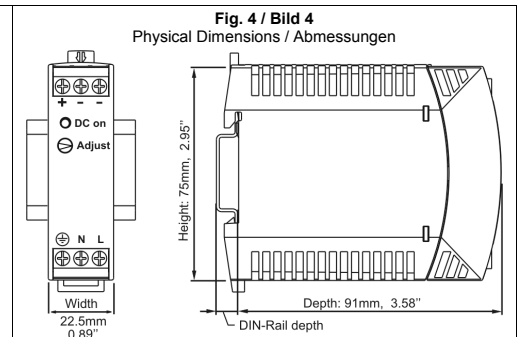 Fig. 4 / Bild 4
Physical Dimensions / Abmessungen
+ - -
DC on
Adjust
N L
Width
22.5mm
0.89"
Height: 75mm, 2.95"
Depth: 91mm, 3.58"
DIN-Rail depth